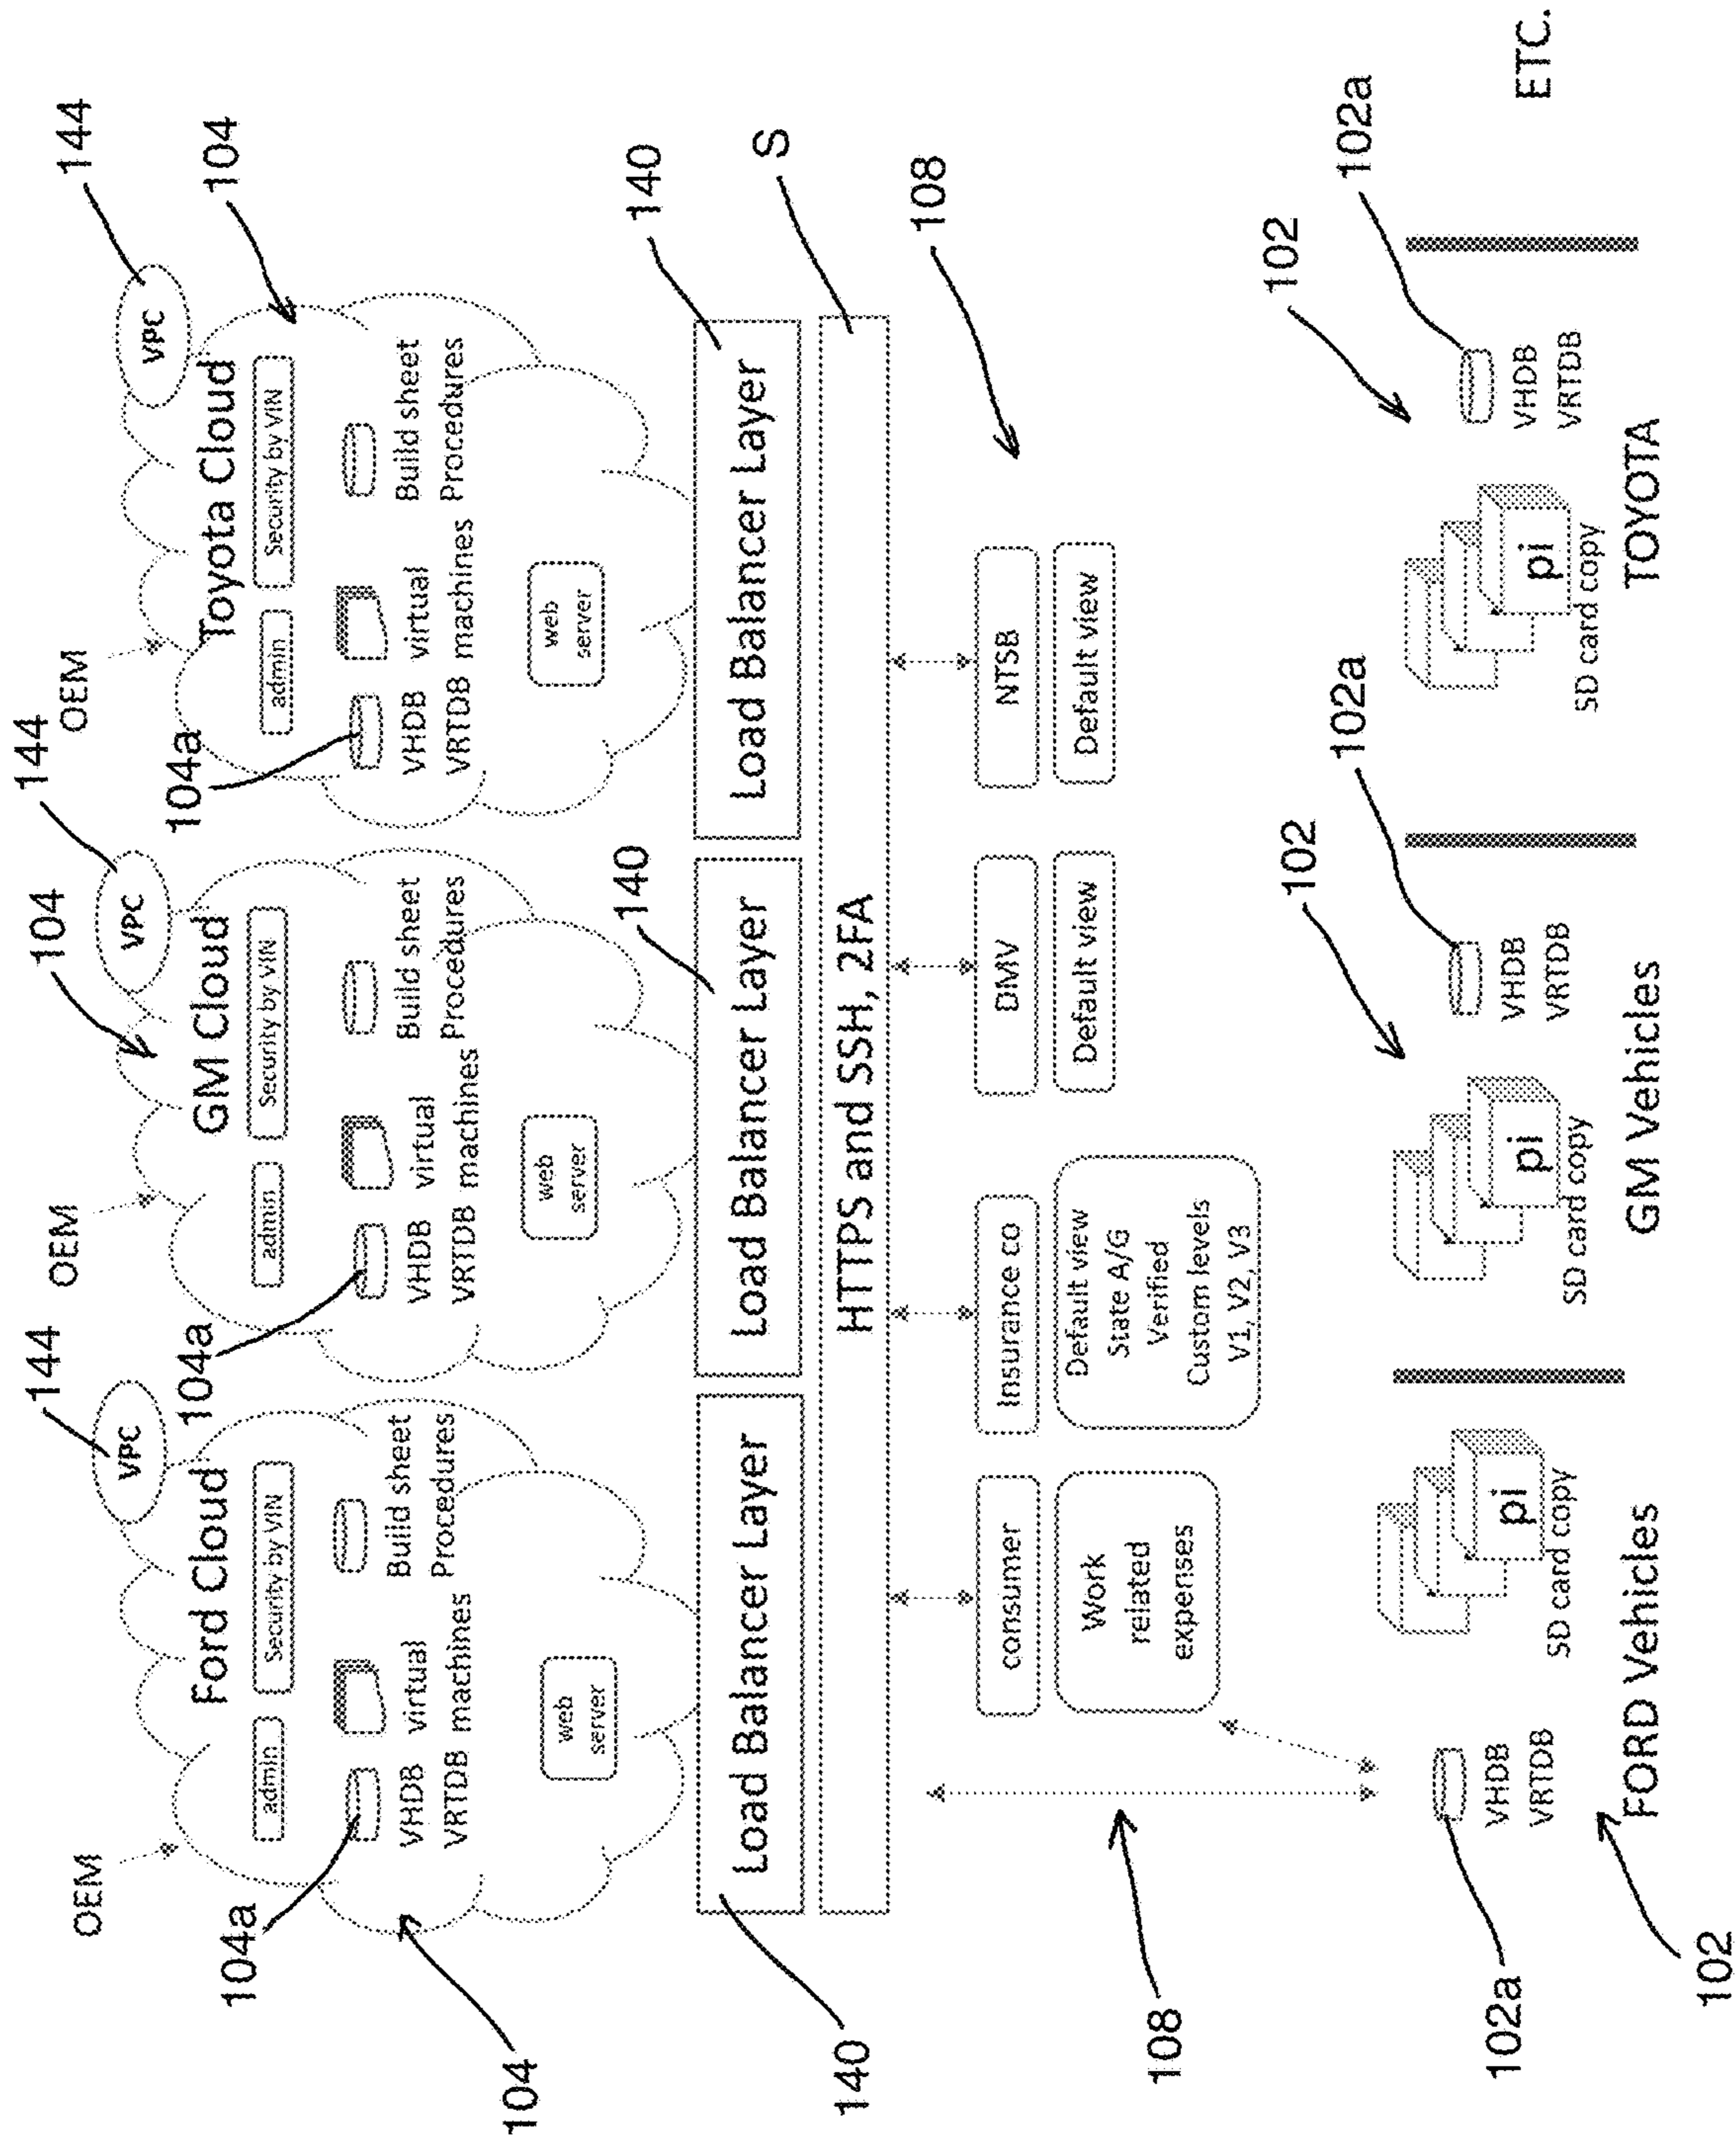 144
144
144
OEM
OEM
OEM
VPC
VPC
VPC
104
104
Ford Cloud
GM Cloud
Toyota Cloud
admin
Security by VIN
admin
Security by VIN
admin
Security by VIN
104a
104a
104a
VHDB
VRTDB
virtual
machines
Build sheet
Procedures
VHDB
VRTDB
virtual
machines
Build sheet
Procedures
VHDB
VRTDB
virtual
machines
Build sheet
Procedures
104
web
server
web
server
web
server
140
140
140
Load Balancer Layer
Load Balancer Layer
Load Balancer Layer
S
HTTPS and SSH, 2FA
108
108
consumer
Insurance co
DMV
NTSB
Work
related
expenses
Default view
State A/G
Verified
Custom levels
V1, V2, V3
Default view
Default view
102
102
102a
102a
102a
VHDB
VRTDB
pi
SD card copy
pi
SD card copy
VHDB
VRTDB
pi
SD card copy
VHDB
VRTDB
102
FORD Vehicles
GM Vehicles
TOYOTA
ETC.